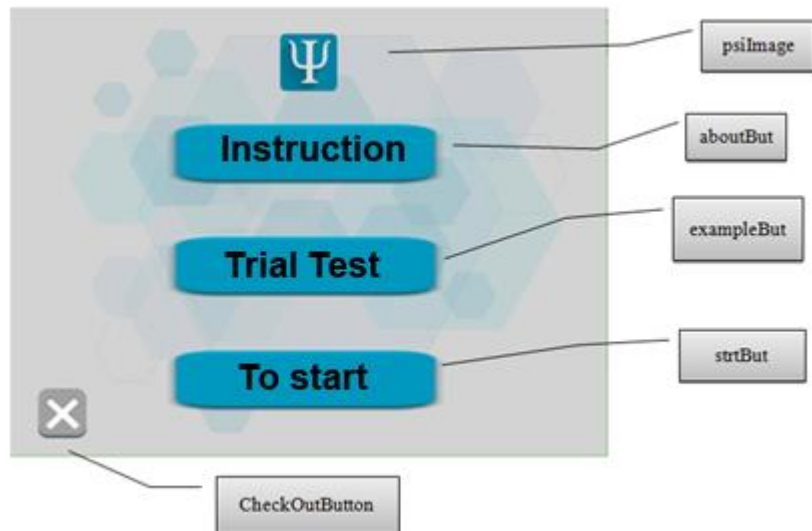 Ψ
psiImage
Instruction
aboutBut
Trial Test
exampleBut
To start
strtBut
CheckOutButton